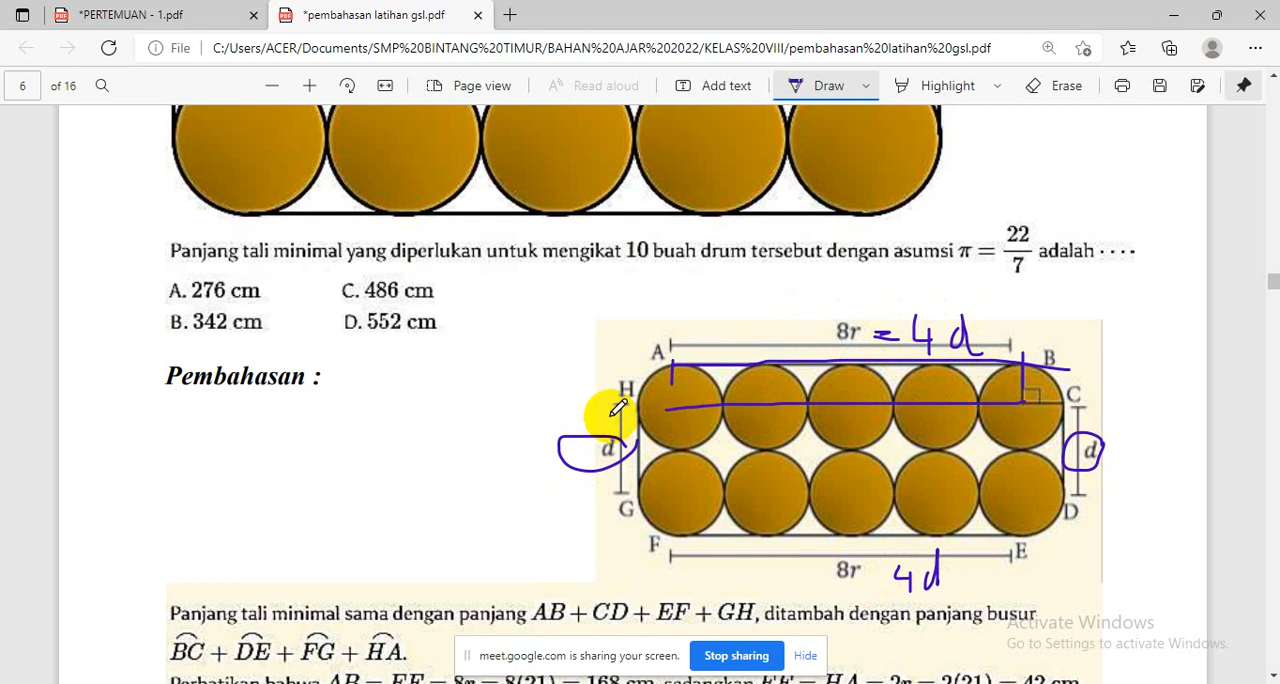 *PERTEMUAN - 1.pdf
*pembahasan latihan gsl.pdf
File C:/Users/ACER/Documents/SMP%20BINTANG%20TIMUR/BAHAN%20AJAR%202022/KELAS%20VIII/pembahasan%20latihan%20gsl.pdf
6 of 16 Page view Read aloud Add text Draw Highlight Erase
Panjang tali minimal yang diperlukan untuk mengikat 10 buah drum tersebut dengan asumsi π = 22/7 adalah ····
A. 276 cm C. 486 cm
B. 342 cm D. 552 cm
Pembahasan :
8r = 4d
A B
H C
d d
G D
F E
8r 4d
Panjang tali minimal sama dengan panjang AB + CD + EF + GH, ditambah dengan panjang busur
BC + DE + FG + HA.
meet.google.com is sharing your screen. Stop sharing Hide
Activate Windows
Go to Settings to activate Windows.